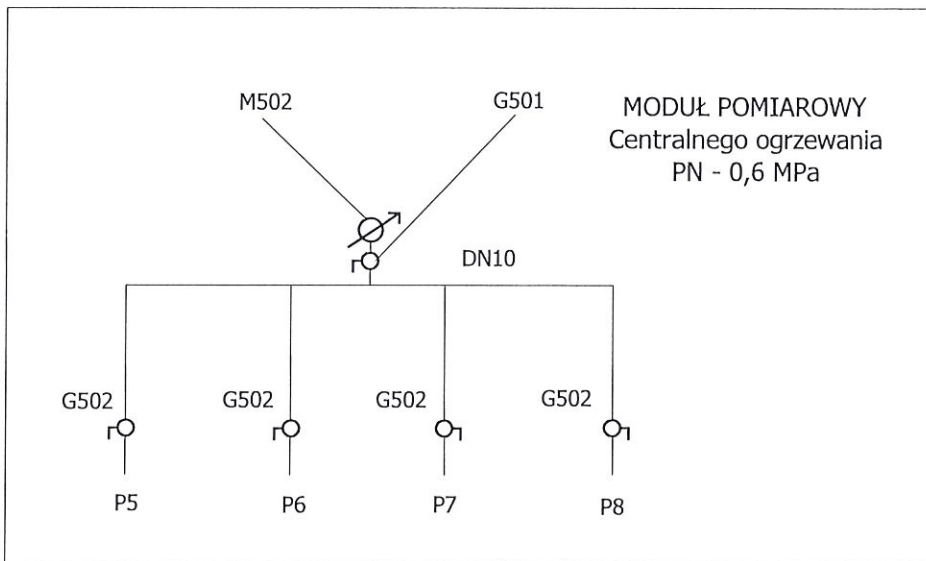 M502
G501
MODUŁ POMIAROWY
Centralnego ogrzewania
PN - 0,6 MPa
DN10
G502
G502
G502
G502
P5
P6
P7
P8